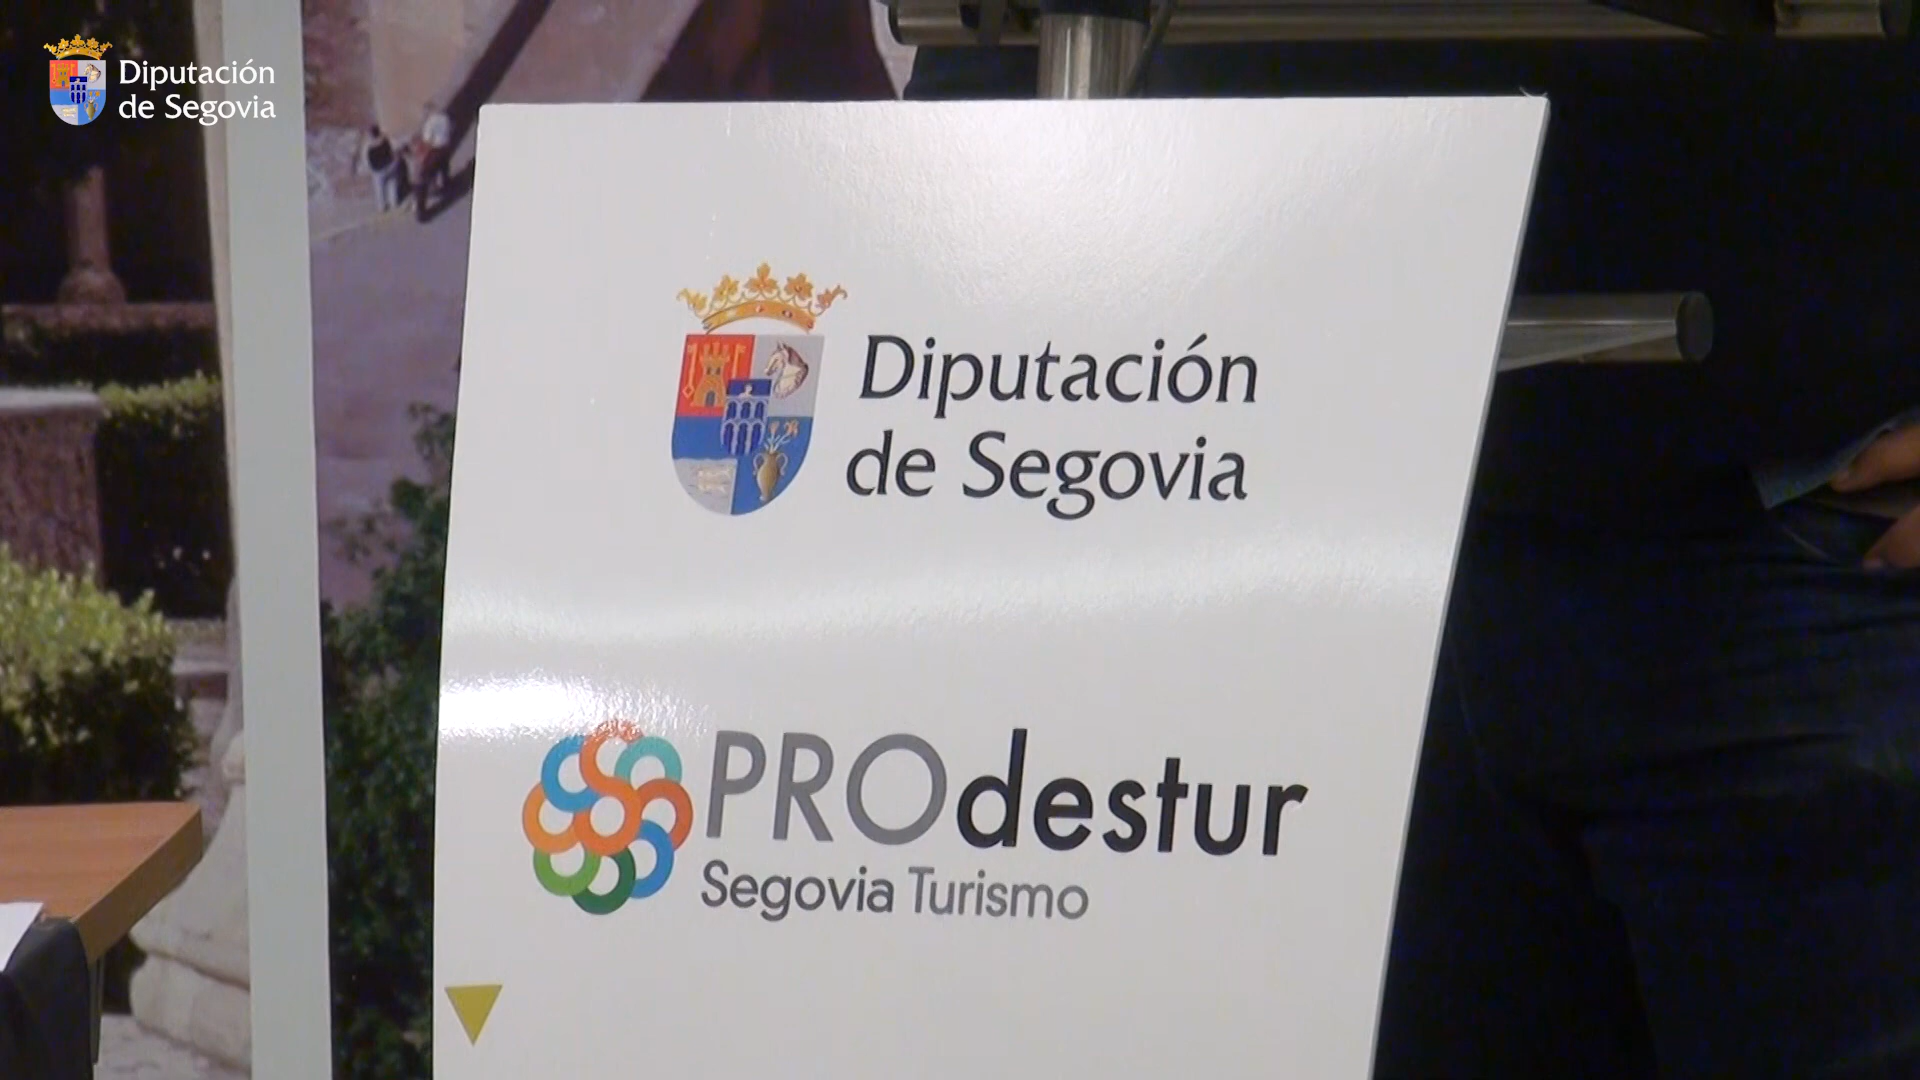 Diputación
de Segovia
Diputación
de Segovia
PROdestur
Segovia Turismo